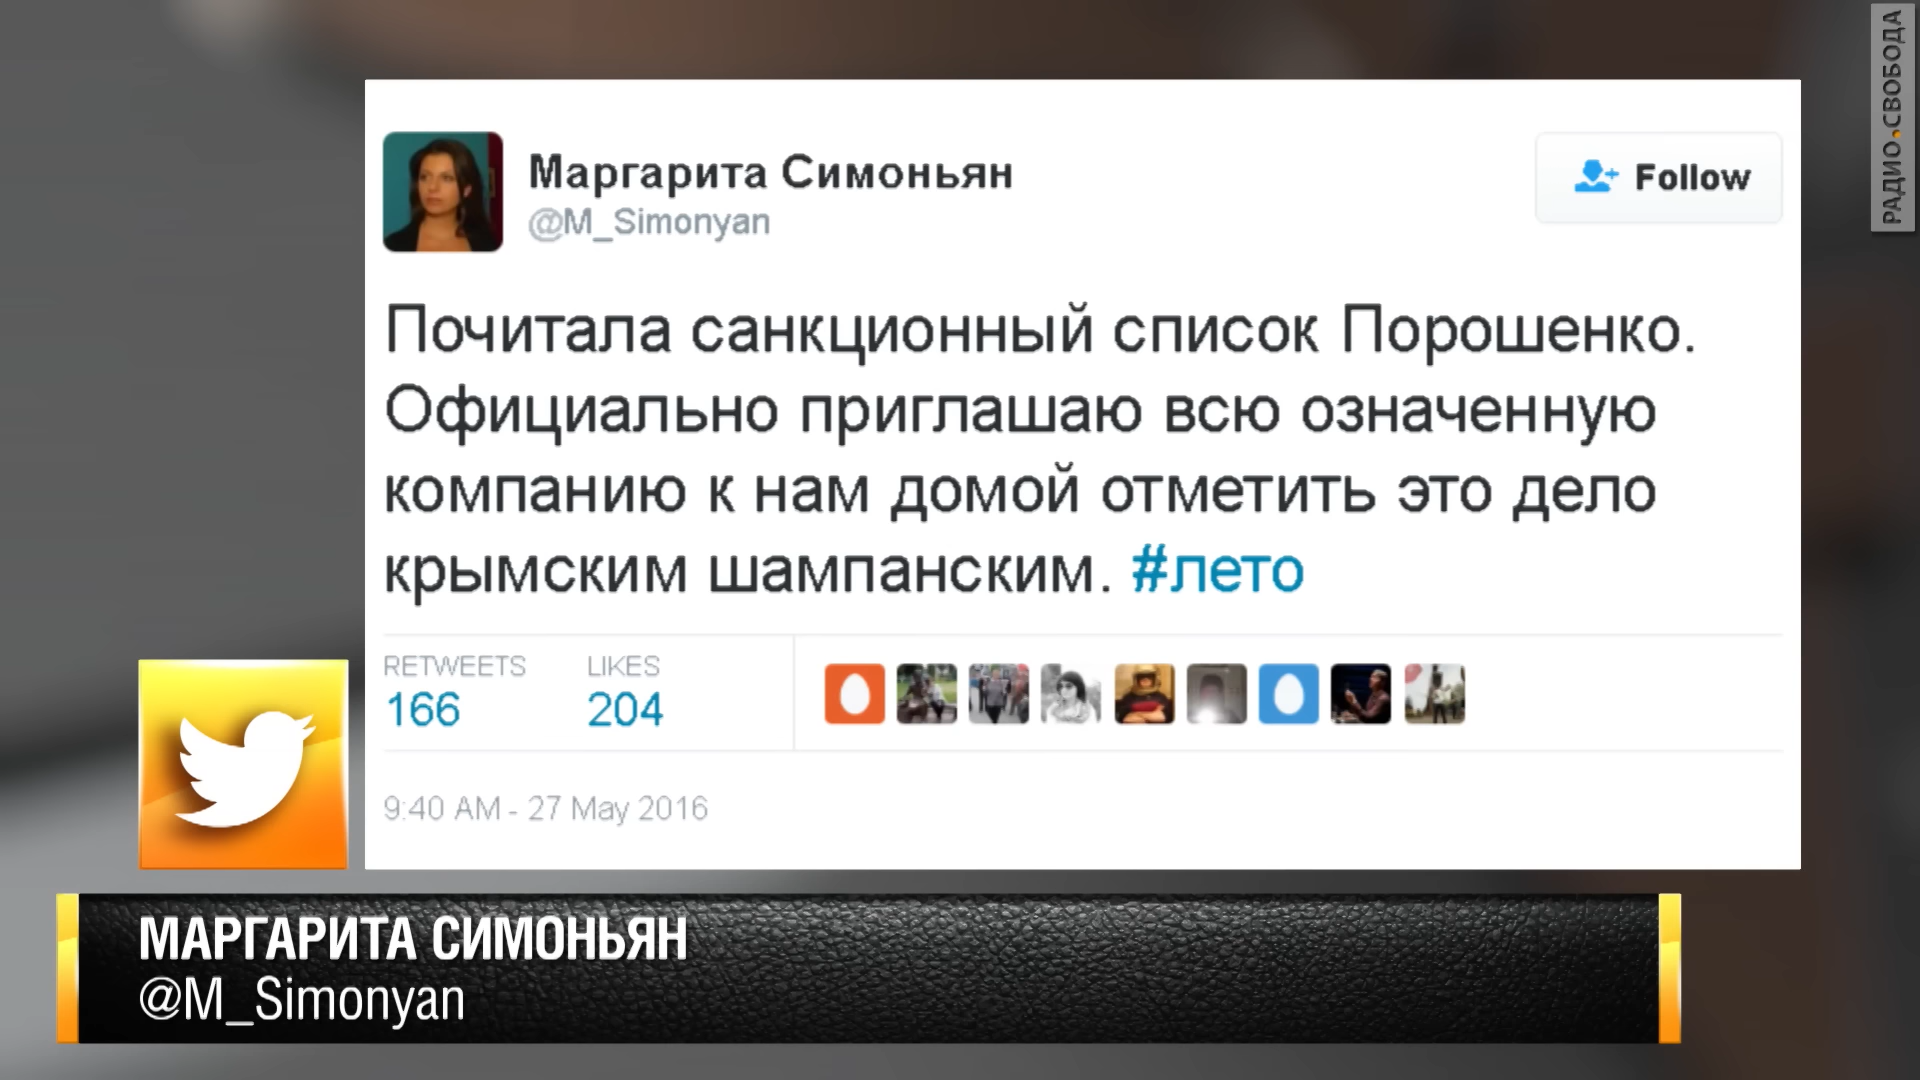 РАДИО СВОБОДА
Маргарита Симоньян
@M_Simonyan
Follow
Почитала санкционный список Порошенко.
Официально приглашаю всю означенную
компанию к нам домой отметить это дело
крымским шампанским. #лето
RETWEETS LIKES
166 204
9:40 AM - 27 May 2016
МАРГАРИТА СИМОНЬЯН
@M_Simonyan